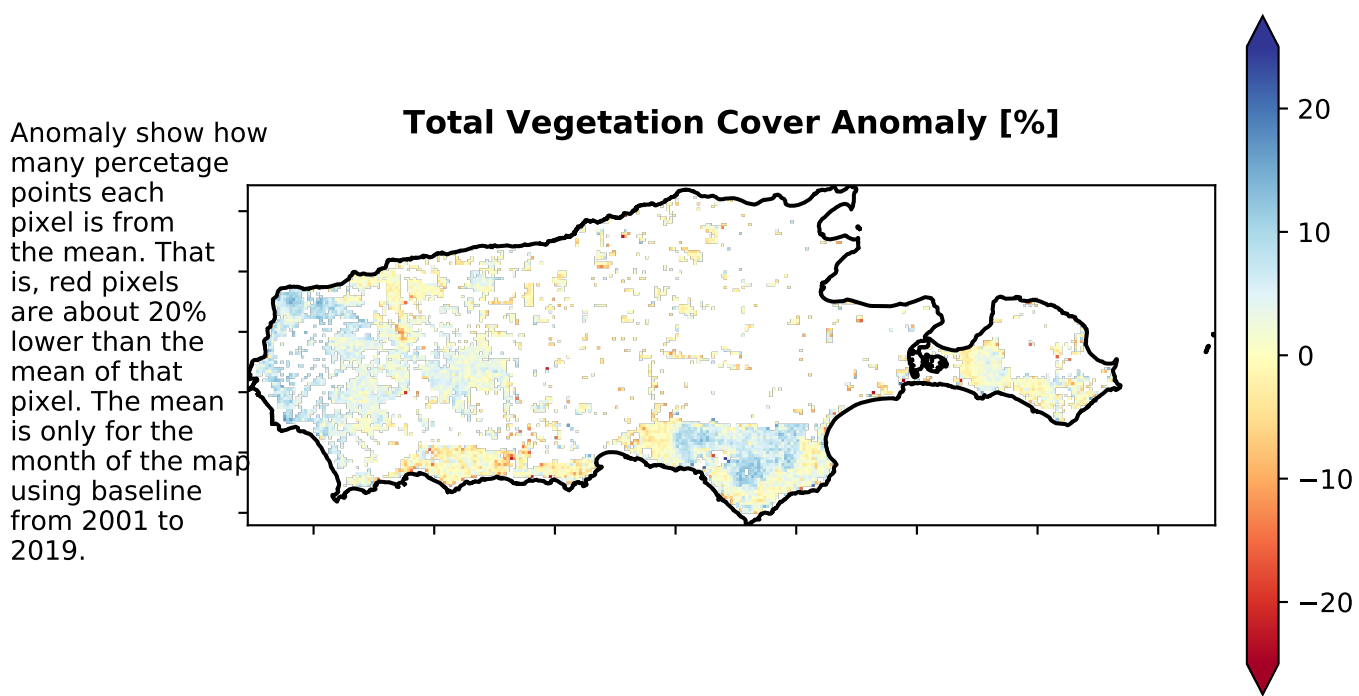 Total Vegetation Cover Anomaly [%]
Anomaly show how
many percetage
points each
pixel is from
the mean. That
is, red pixels
are about 20%
lower than the
mean of that
pixel. The mean
is only for the
month of the map
using baseline
from 2001 to
2019.
20
10
0
−10
−20